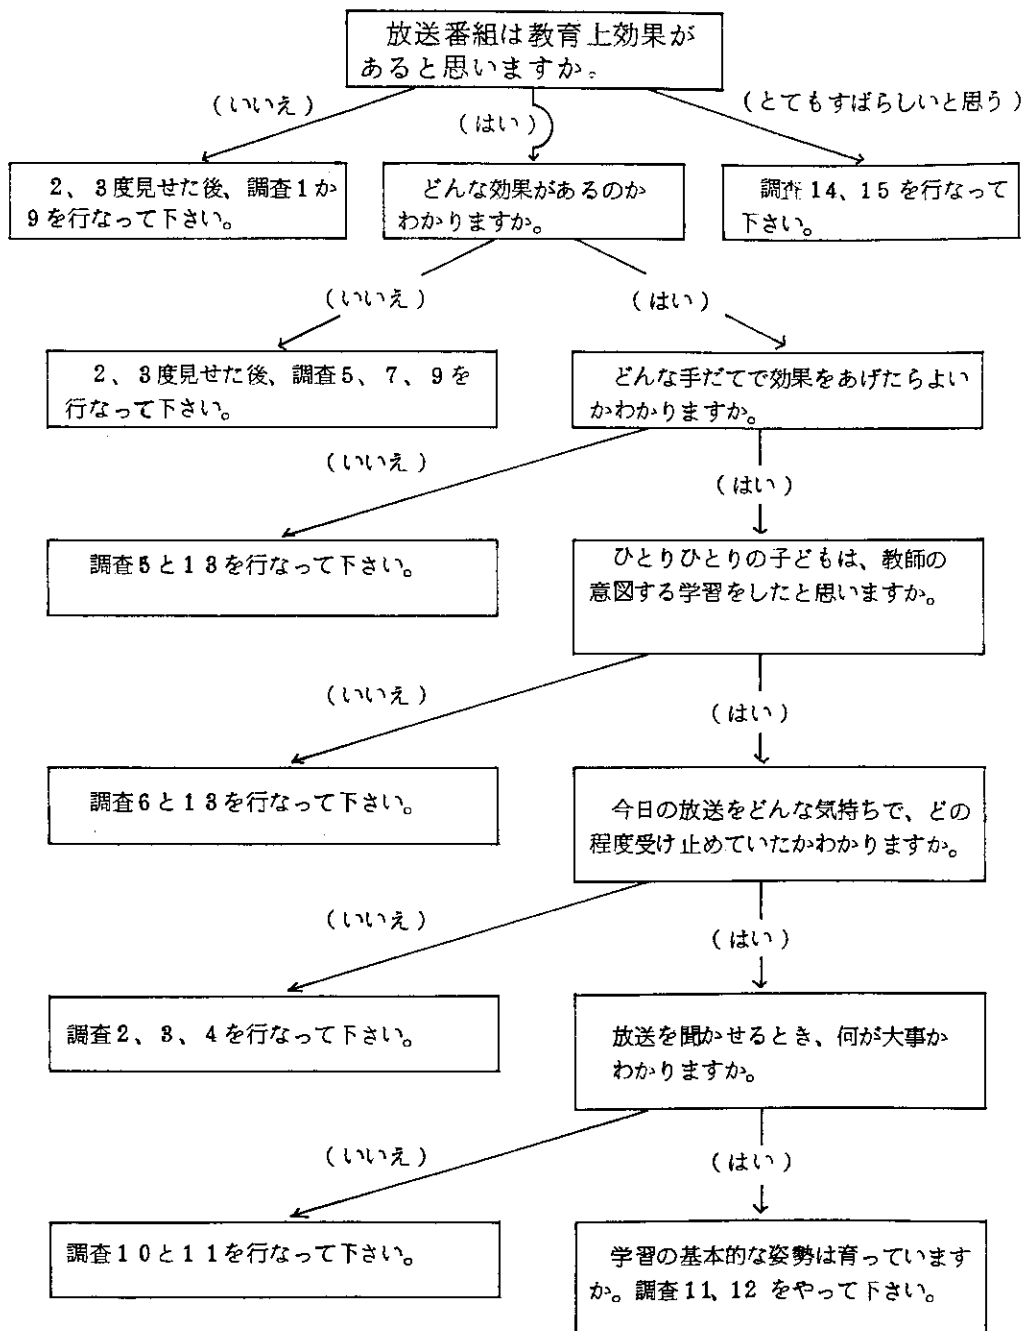 放送番組は教育上効果が
あると思いますか。
(いいえ)
(はい)
(とてもすばらしいと思う)
2、3度見せた後、調査1か
9を行なって下さい。
どんな効果があるのか
わかりますか。
調査14、15を行なって
下さい。
(いいえ)
(はい)
2、3度見せた後、調査5、7、9を
行なって下さい。
どんな手だてで効果をあげたらよい
かわかりますか。
(いいえ)
(はい)
調査5と13を行なって下さい。
ひとりひとりの子どもは、教師の
意図する学習をしたと思いますか。
(いいえ)
(はい)
調査6と13を行なって下さい。
今日の放送をどんな気持ちで、どの
程度受け止めていたかわかりますか。
(いいえ)
(はい)
調査2、3、4を行なって下さい。
放送を聞かせるとき、何が大事か
わかりますか。
(いいえ)
(はい)
調査10と11を行なって下さい。
学習の基本的な姿勢は育っています
か。調査11、12をやって下さい。